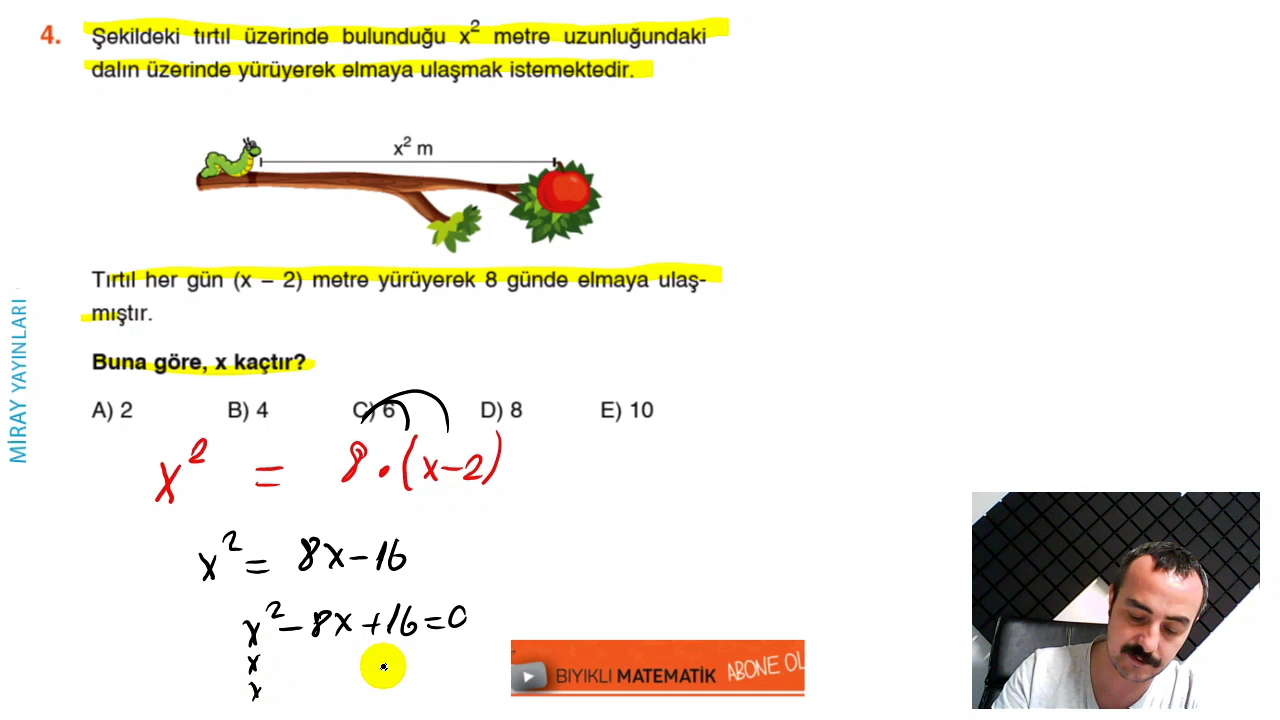 4. Şekildeki tırtıl üzerinde bulunduğu x² metre uzunluğundaki
dalın üzerinde yürüyerek elmaya ulaşmak istemektedir.
x² m
Tırtıl her gün (x – 2) metre yürüyerek 8 günde elmaya ulaş-
mıştır.
Buna göre, x kaçtır?
A) 2 B) 4 C) 6 D) 8 E) 10
x² = 8 · (x-2)
x² = 8x-16
x² - 8x + 16 = 0
x
x
MİRAY YAYINLARI
BIYIKLI MATEMATİK ABONE OL